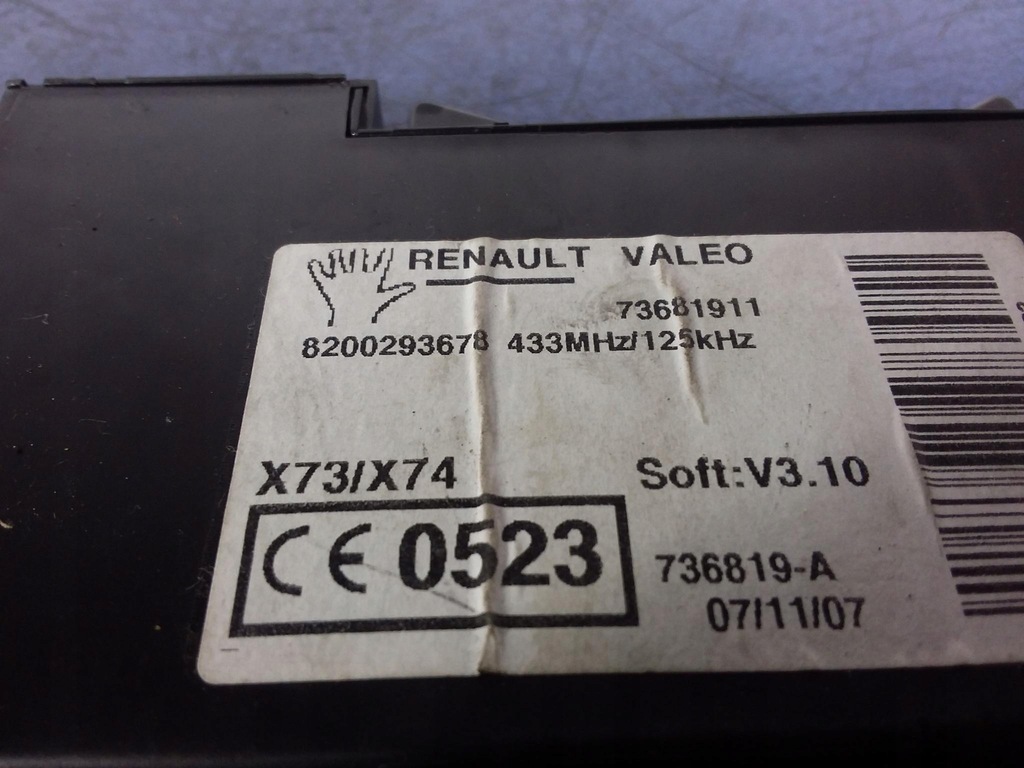 RENAULT VALEO
73681911
8200293678 433MHz/125kHz
X73/X74 Soft:V3.10
CE 0523
736819-A
07/11/07